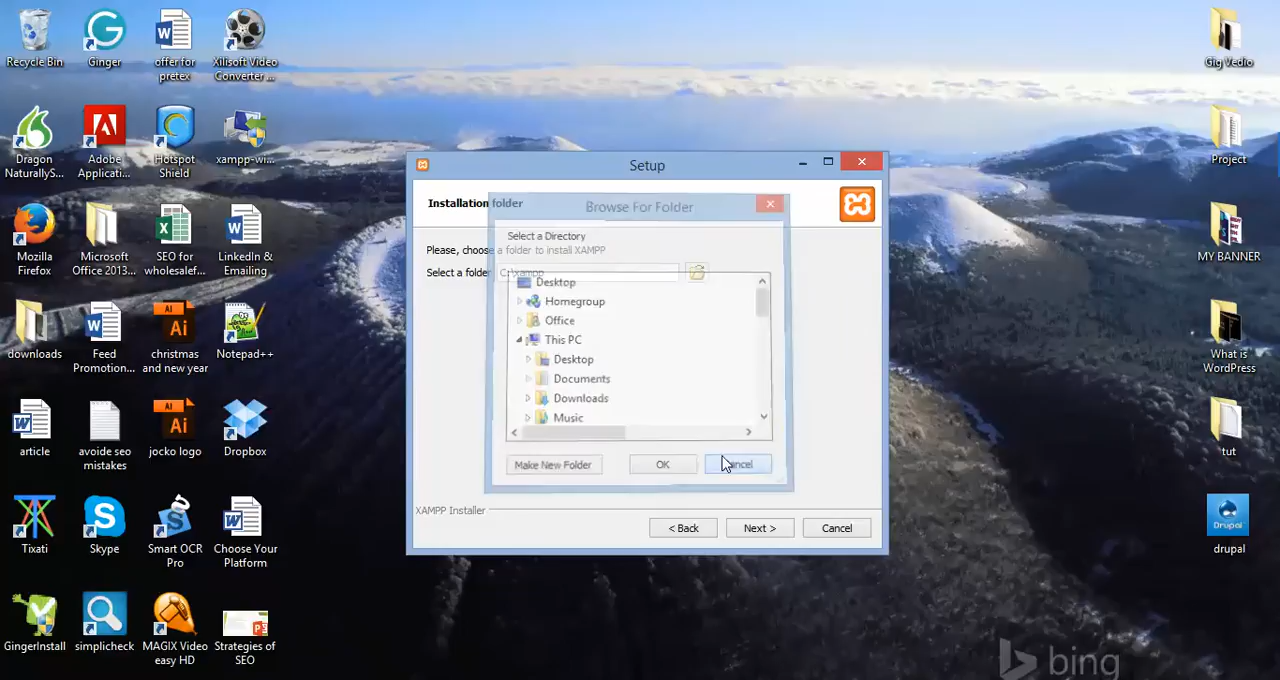 Recycle Bin
Ginger
offer for
pretex
Xilisoft Video
Converter ...
Gig Vedio
Dragon
NaturallyS...
Adobe
Applicati...
Hotspot
Shield
xampp-wi...
Project
Mozilla
Firefox
Microsoft
Office 2013...
SEO for
wholesalef...
LinkedIn &
Emailing
MY BANNER
downloads
Feed
Promotion...
Ai
christmas
and new year
Notepad++
What is
WordPress
article
avoide seo
mistakes
Ai
jocko logo
Dropbox
tut
Tixati
Skype
Smart OCR
Pro
Choose Your
Platform
Drupal
drupal
GingerInstall
simplicheck
MAGIX Video
easy HD
Strategies of
SEO
Setup
Installation folder
Please, choose a folder to install XAMPP
Select a folder C:\xampp
Browse For Folder
Select a Directory
Desktop
Homegroup
Office
This PC
Desktop
Documents
Downloads
Music
Make New Folder
OK
Cancel
XAMPP Installer
< Back
Next >
Cancel
bing